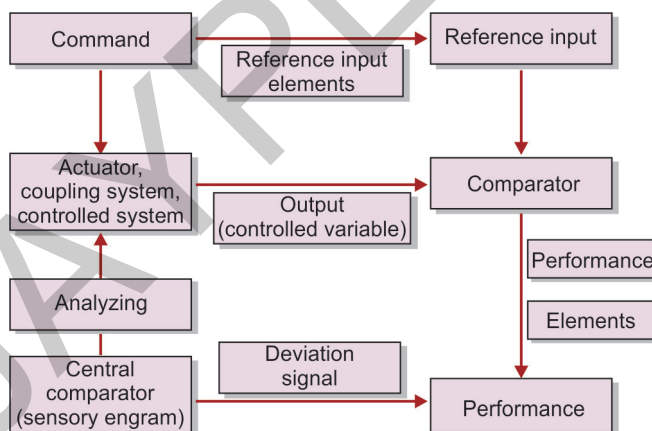 Command
Reference input
Reference input
elements
Actuator,
coupling system,
controlled system
Comparator
Output
(controlled variable)
Performance
Analyzing
Elements
Deviation
signal
Central
comparator
(sensory engram)
Performance